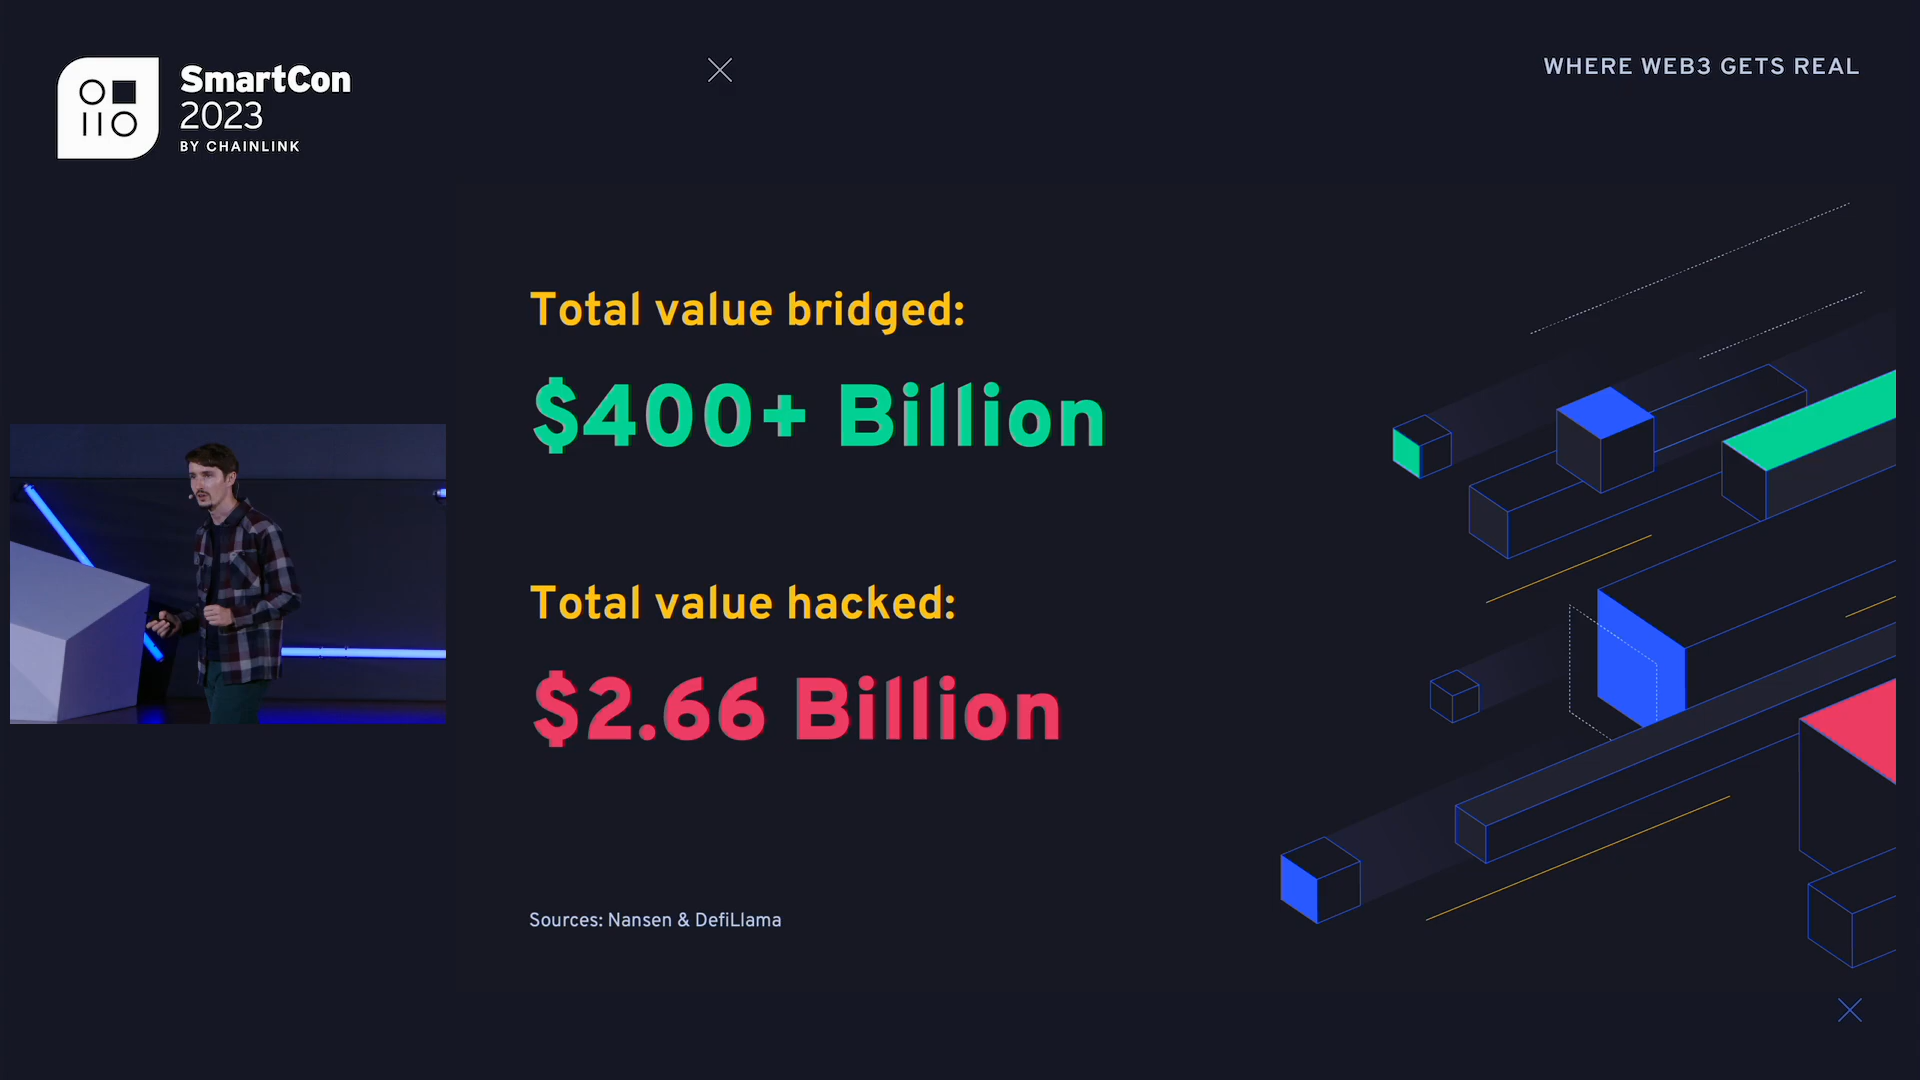 SmartCon
2023
BY CHAINLINK
WHERE WEB3 GETS REAL
Total value bridged:
$400+ Billion
Total value hacked:
$2.66 Billion
Sources: Nansen & DefiLlama